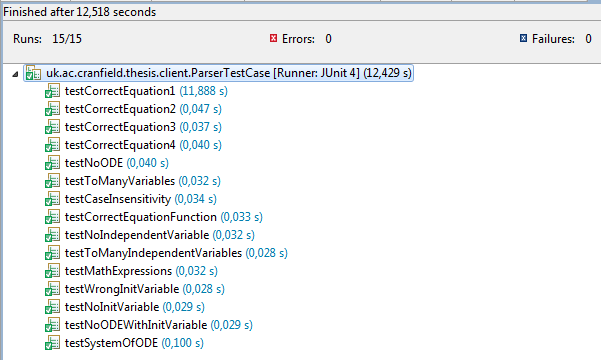 Finished after 12,518 seconds
Runs: 15/15 Errors: 0 Failures: 0
uk.ac.cranfield.thesis.client.ParserTestCase [Runner: JUnit 4] (12,429 s)
testCorrectEquation1 (11,888 s)
testCorrectEquation2 (0,047 s)
testCorrectEquation3 (0,037 s)
testCorrectEquation4 (0,040 s)
testNoODE (0,040 s)
testToManyVariables (0,032 s)
testCaseInsensitivity (0,034 s)
testCorrectEquationFunction (0,033 s)
testNoIndependentVariable (0,032 s)
testToManyIndependentVariables (0,028 s)
testMathExpressions (0,032 s)
testWrongInitVariable (0,028 s)
testNoInitVariable (0,029 s)
testNoODEWithInitVariable (0,029 s)
testSystemOfODE (0,100 s)